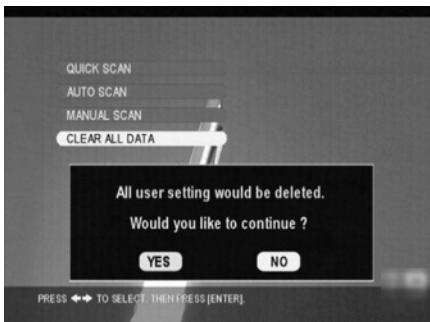 QUICK SCAN
AUTO SCAN
MANUAL SCAN
CLEAR ALL DATA
All user setting would be deleted.
Would you like to continue ?
YES NO
PRESS ◄► TO SELECT. THEN PRESS [ENTER].